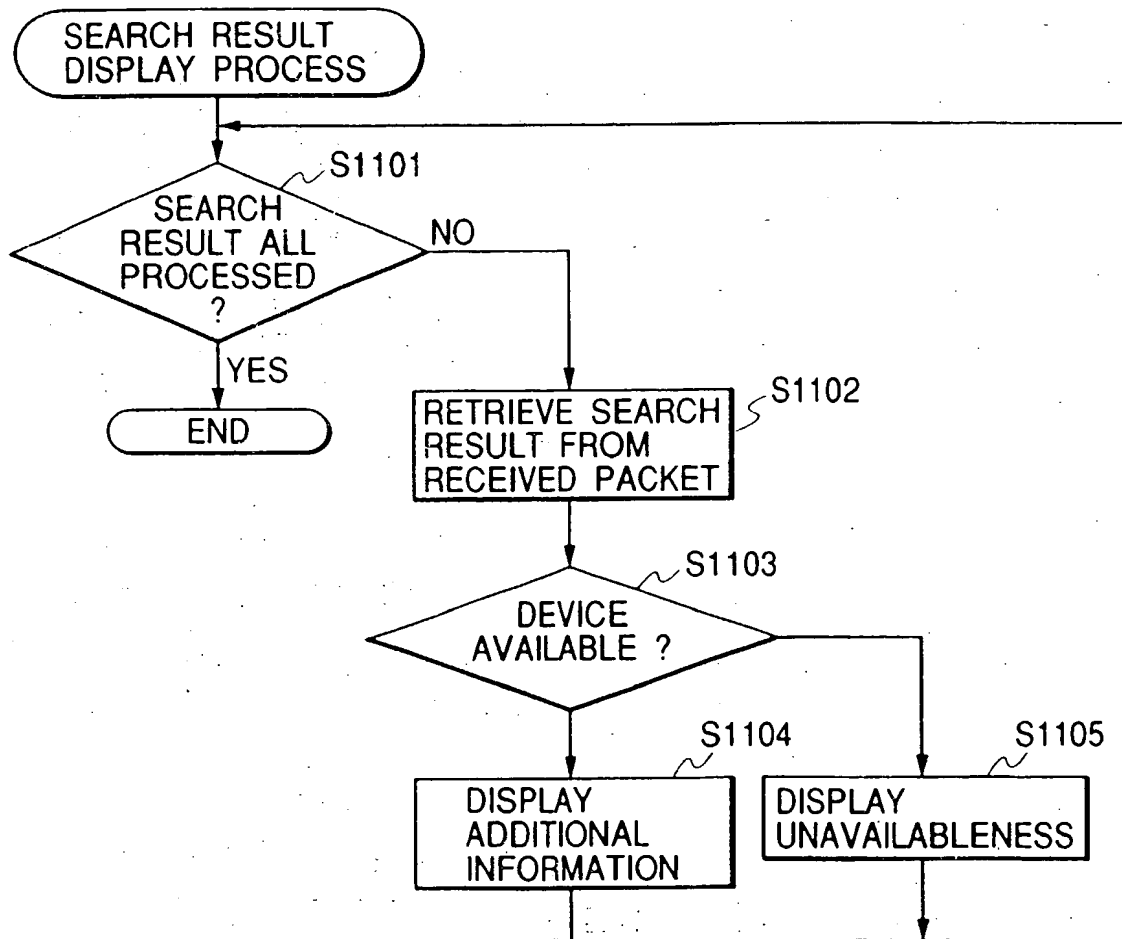 SEARCH RESULT
DISPLAY PROCESS
S1101
SEARCH
RESULT ALL
PROCESSED
?
NO
YES
END
S1102
RETRIEVE SEARCH
RESULT FROM
RECEIVED PACKET
S1103
DEVICE
AVAILABLE ?
S1104
DISPLAY
ADDITIONAL
INFORMATION
S1105
DISPLAY
UNAVAILABLENESS